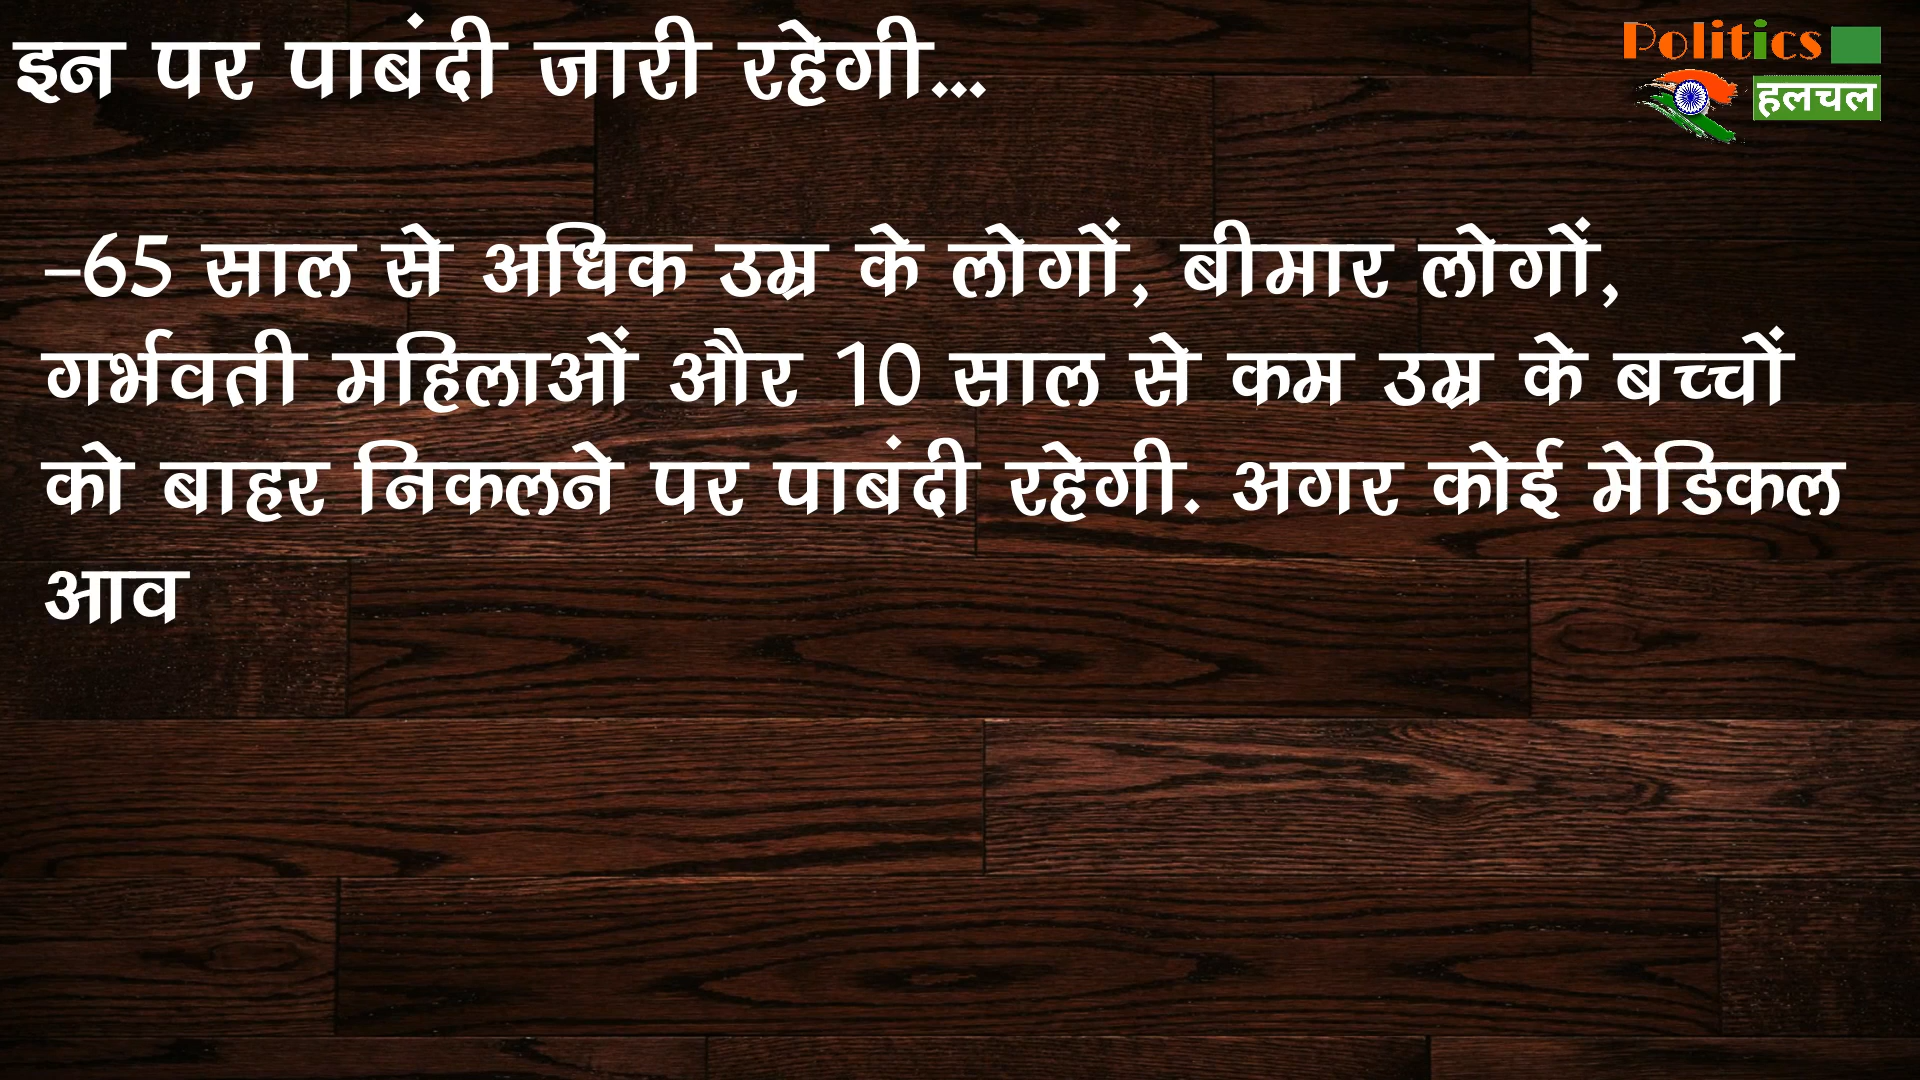 इन पर पाबंदी जारी रहेगी...
Politics
हलचल
–65 साल से अधिक उम्र के लोगों, बीमार लोगों,
गर्भवती महिलाओं और 10 साल से कम उम्र के बच्चों
को बाहर निकलने पर पाबंदी रहेगी. अगर कोई मेडिकल
आव